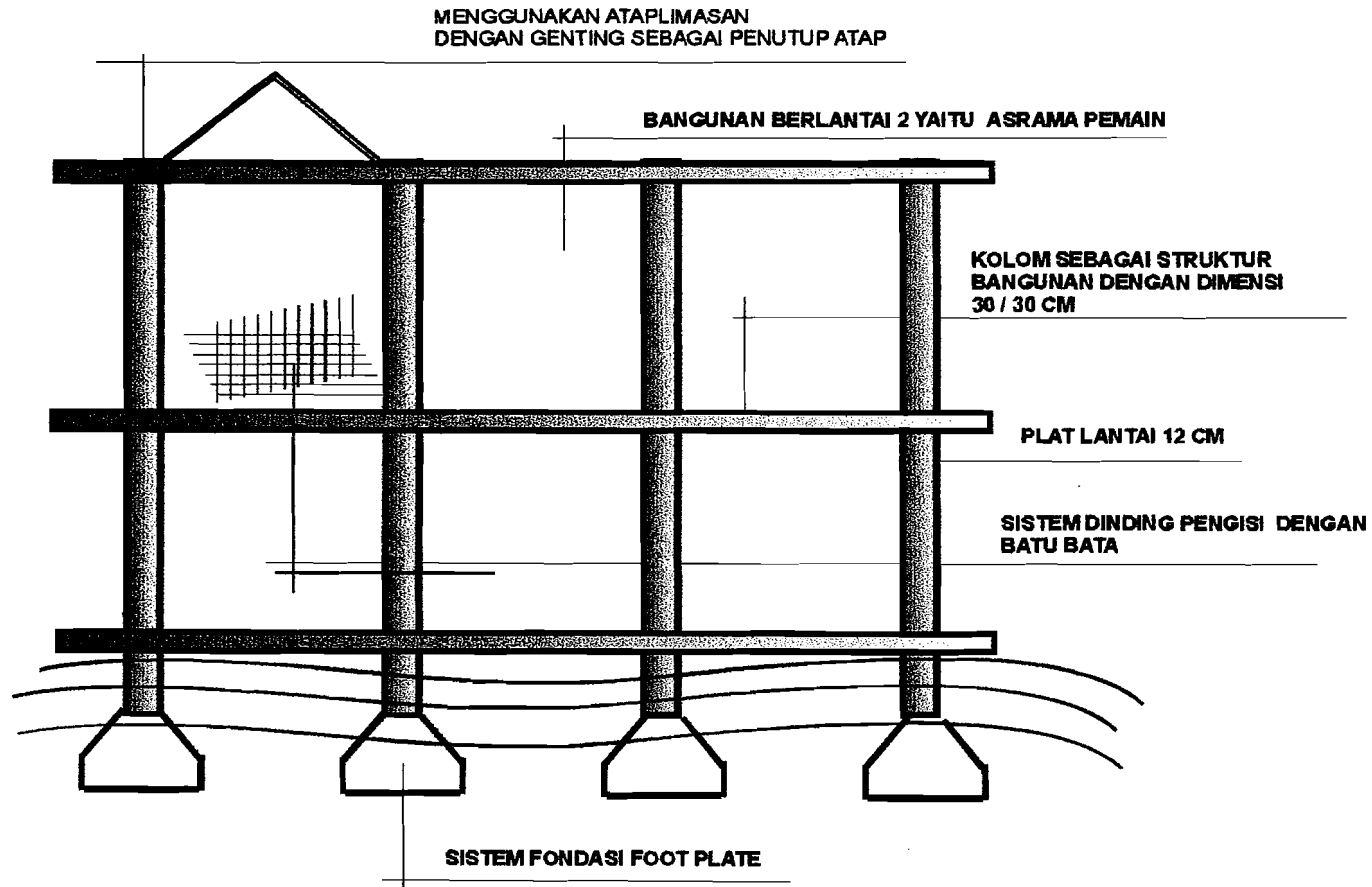 MENGGUNAKAN ATAPLIMASAN
DENGAN GENTING SEBAGAI PENUTUP ATAP
BANGUNAN BERLANTAI 2 YAITU ASRAMA PEMAIN
KOLOM SEBAGAI STRUKTUR
BANGUNAN DENGAN DIMENSI
30 / 30 CM
PLAT LANTAI 12 CM
SISTEM DINDING PENGISI DENGAN
BATU BATA
SISTEM FONDASI FOOT PLATE